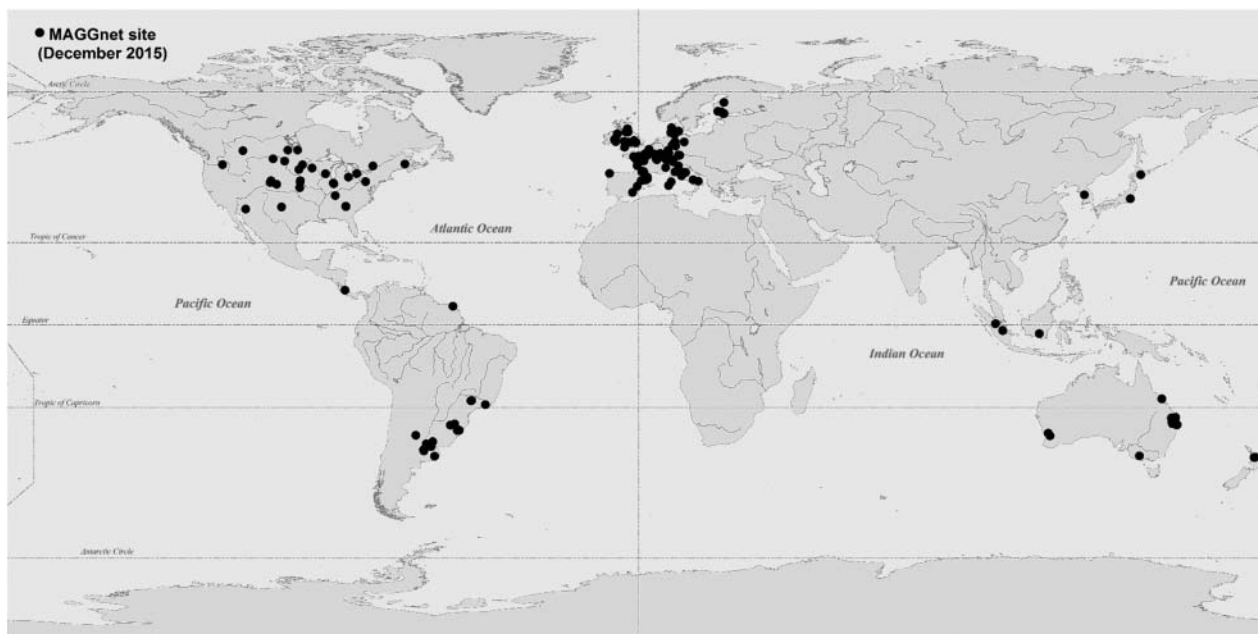 MAGGnet site
(December 2015)
Arctic Circle
Atlantic Ocean
Tropic of Cancer
Pacific Ocean
Pacific Ocean
Equator
Indian Ocean
Tropic of Capricorn
Antarctic Circle